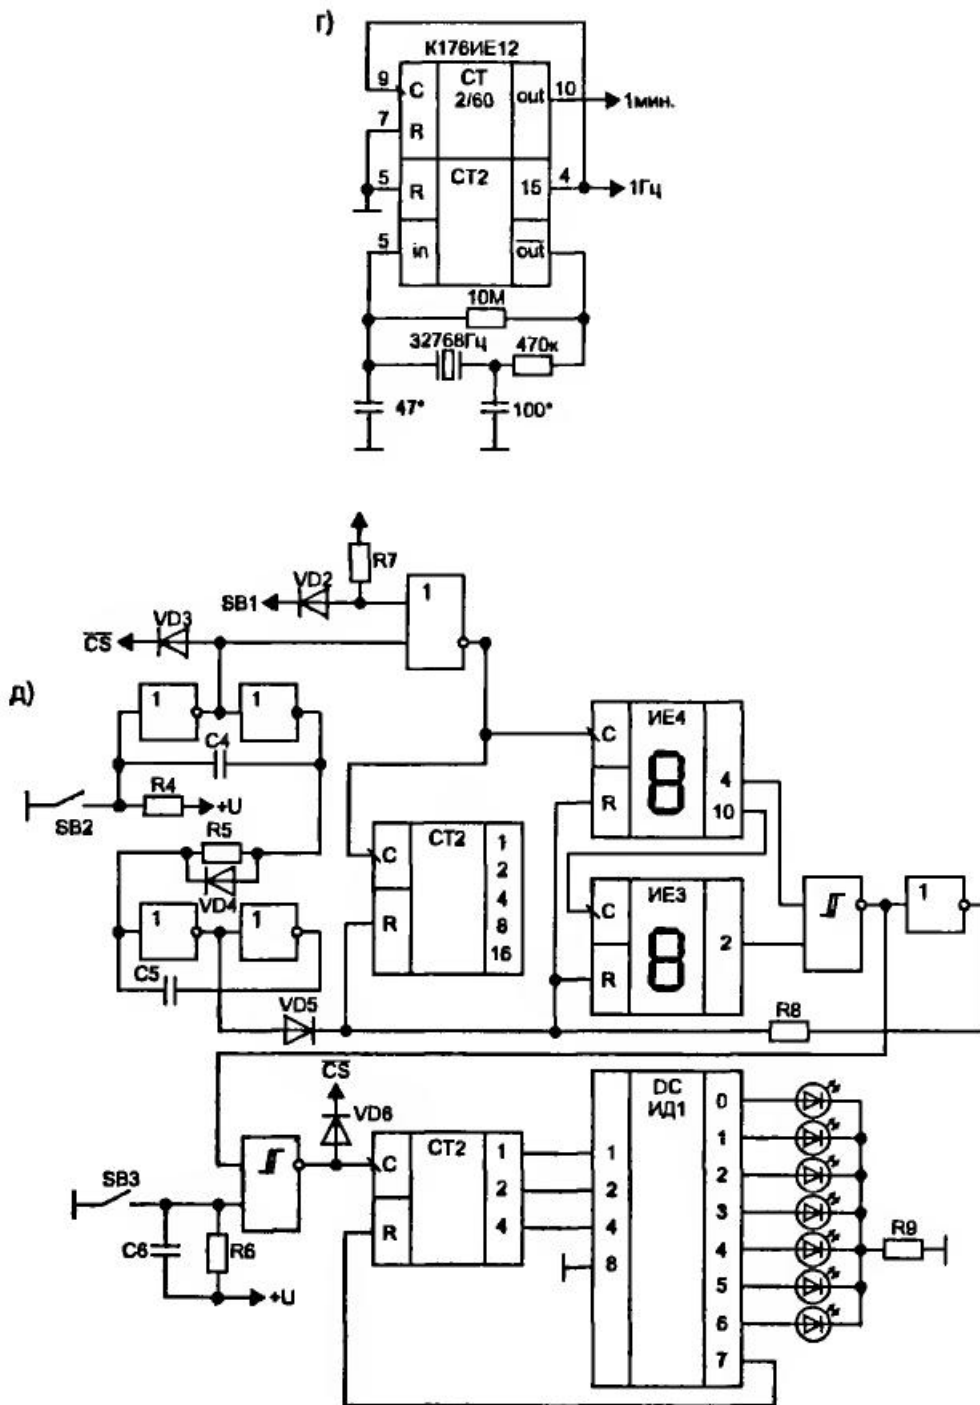 г)
К176ИЕ12
9 C CT 2/60 out 10 1мин.
7 R
5 R CT2 15 4 1Гц
5 in out
10М
32768Гц 470к
47* 100*
д)
R7
SB1 VD2 1
CS VD3
1 1
C4
R4 +U
SB2
R5
VD4
1 1
C5
VD5
C CT2 1
2
4
R 8
16
C ИЕ4 4
R 10
C ИЕ3 2
R
1
R8
CS
VD6
SB3
C6 R6
+U
C CT2 1
2
R 4
DC
ИД1
1
2
4
8
0
1
2
3
4
5
6
7
R9